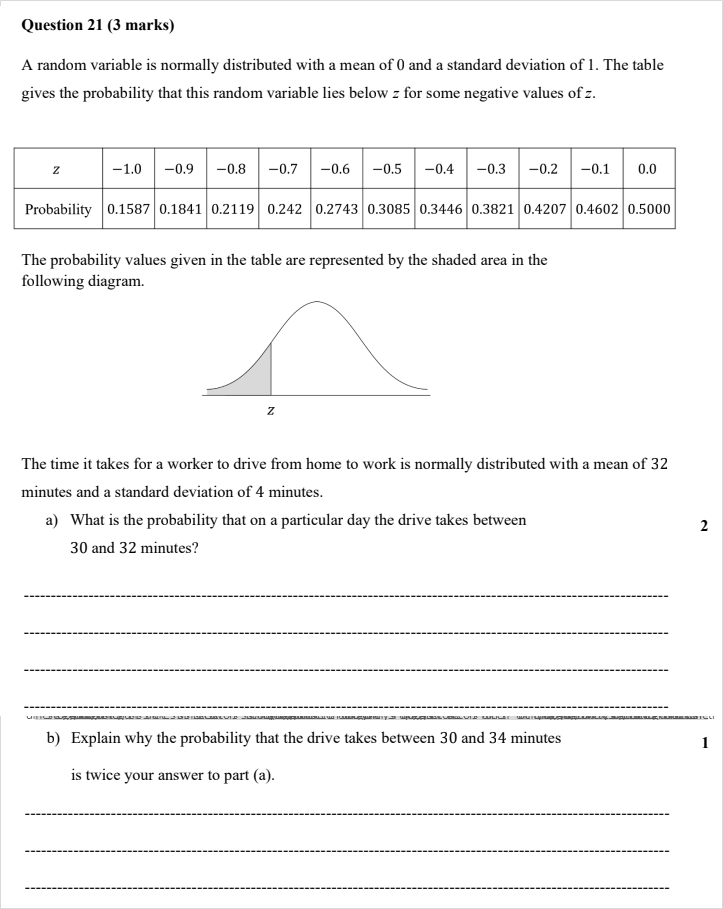 Question 21 (3 marks)
A random variable is normally distributed with a mean of 0 and a standard deviation of 1. The table
gives the probability that this random variable lies below z for some negative values of z.
z −1.0 −0.9 −0.8 −0.7 −0.6 −0.5 −0.4 −0.3 −0.2 −0.1 0.0
Probability 0.1587 0.1841 0.2119 0.242 0.2743 0.3085 0.3446 0.3821 0.4207 0.4602 0.5000
The probability values given in the table are represented by the shaded area in the
following diagram.
z
The time it takes for a worker to drive from home to work is normally distributed with a mean of 32
minutes and a standard deviation of 4 minutes.
a) What is the probability that on a particular day the drive takes between
2
30 and 32 minutes?
b) Explain why the probability that the drive takes between 30 and 34 minutes
1
is twice your answer to part (a).